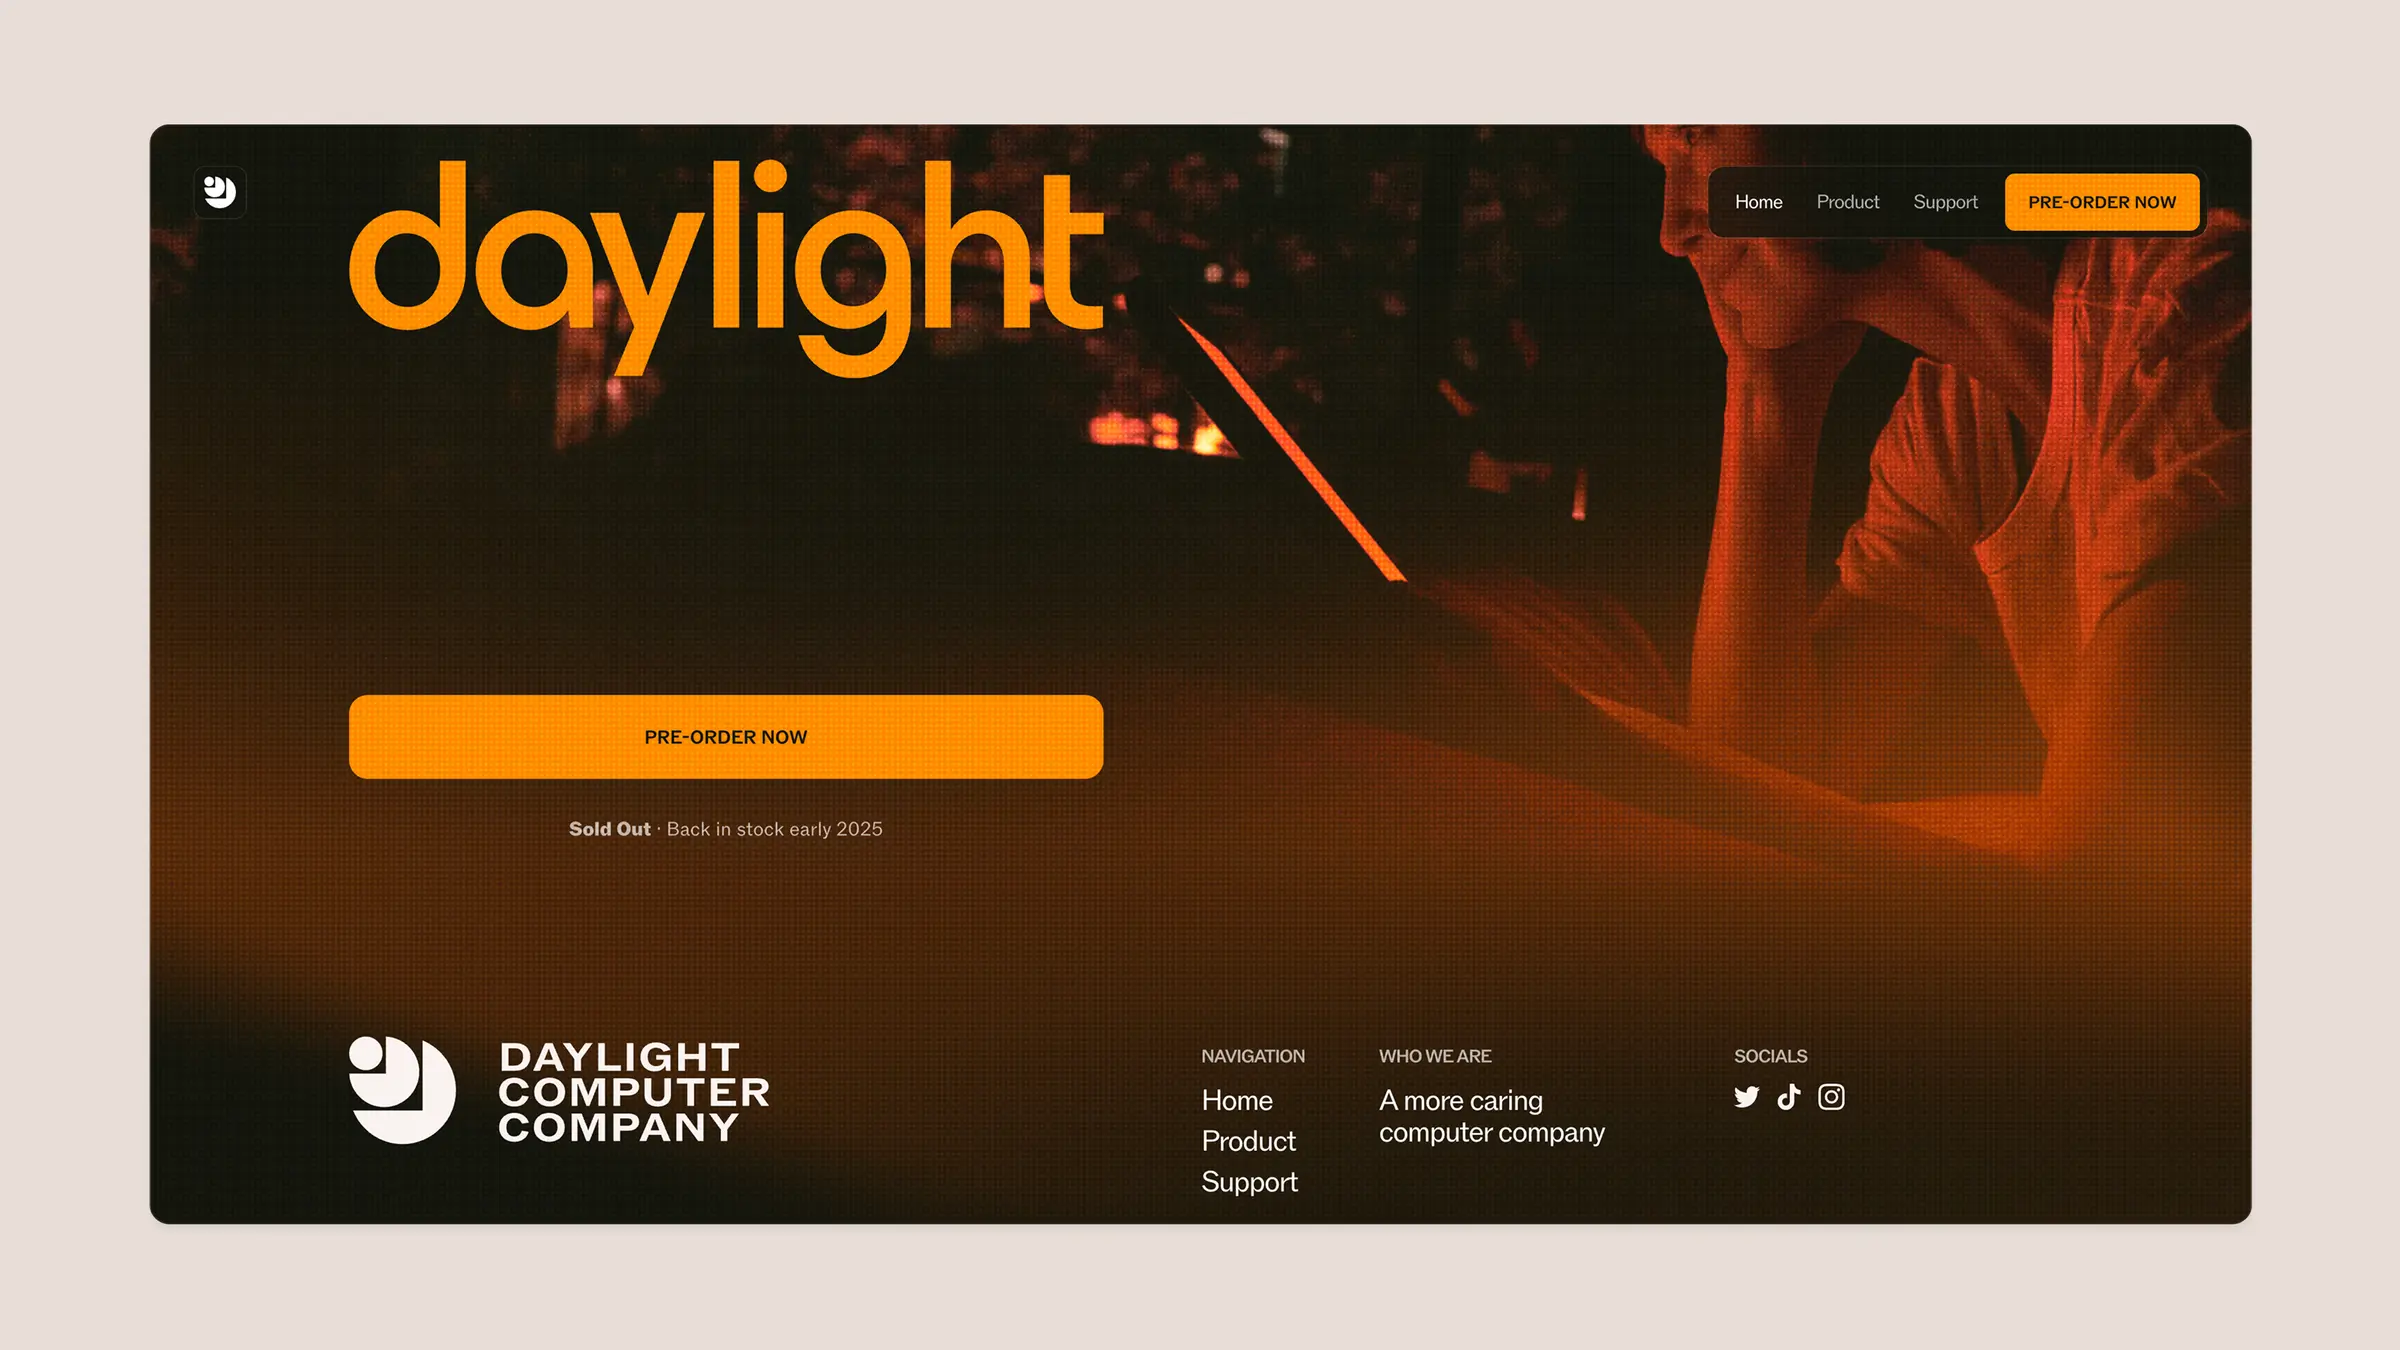 daylight
Home Product Support PRE-ORDER NOW
PRE-ORDER NOW
Sold Out · Back in stock early 2025
DAYLIGHT
COMPUTER
COMPANY
NAVIGATION
Home
Product
Support
WHO WE ARE
A more caring
computer company
SOCIALS